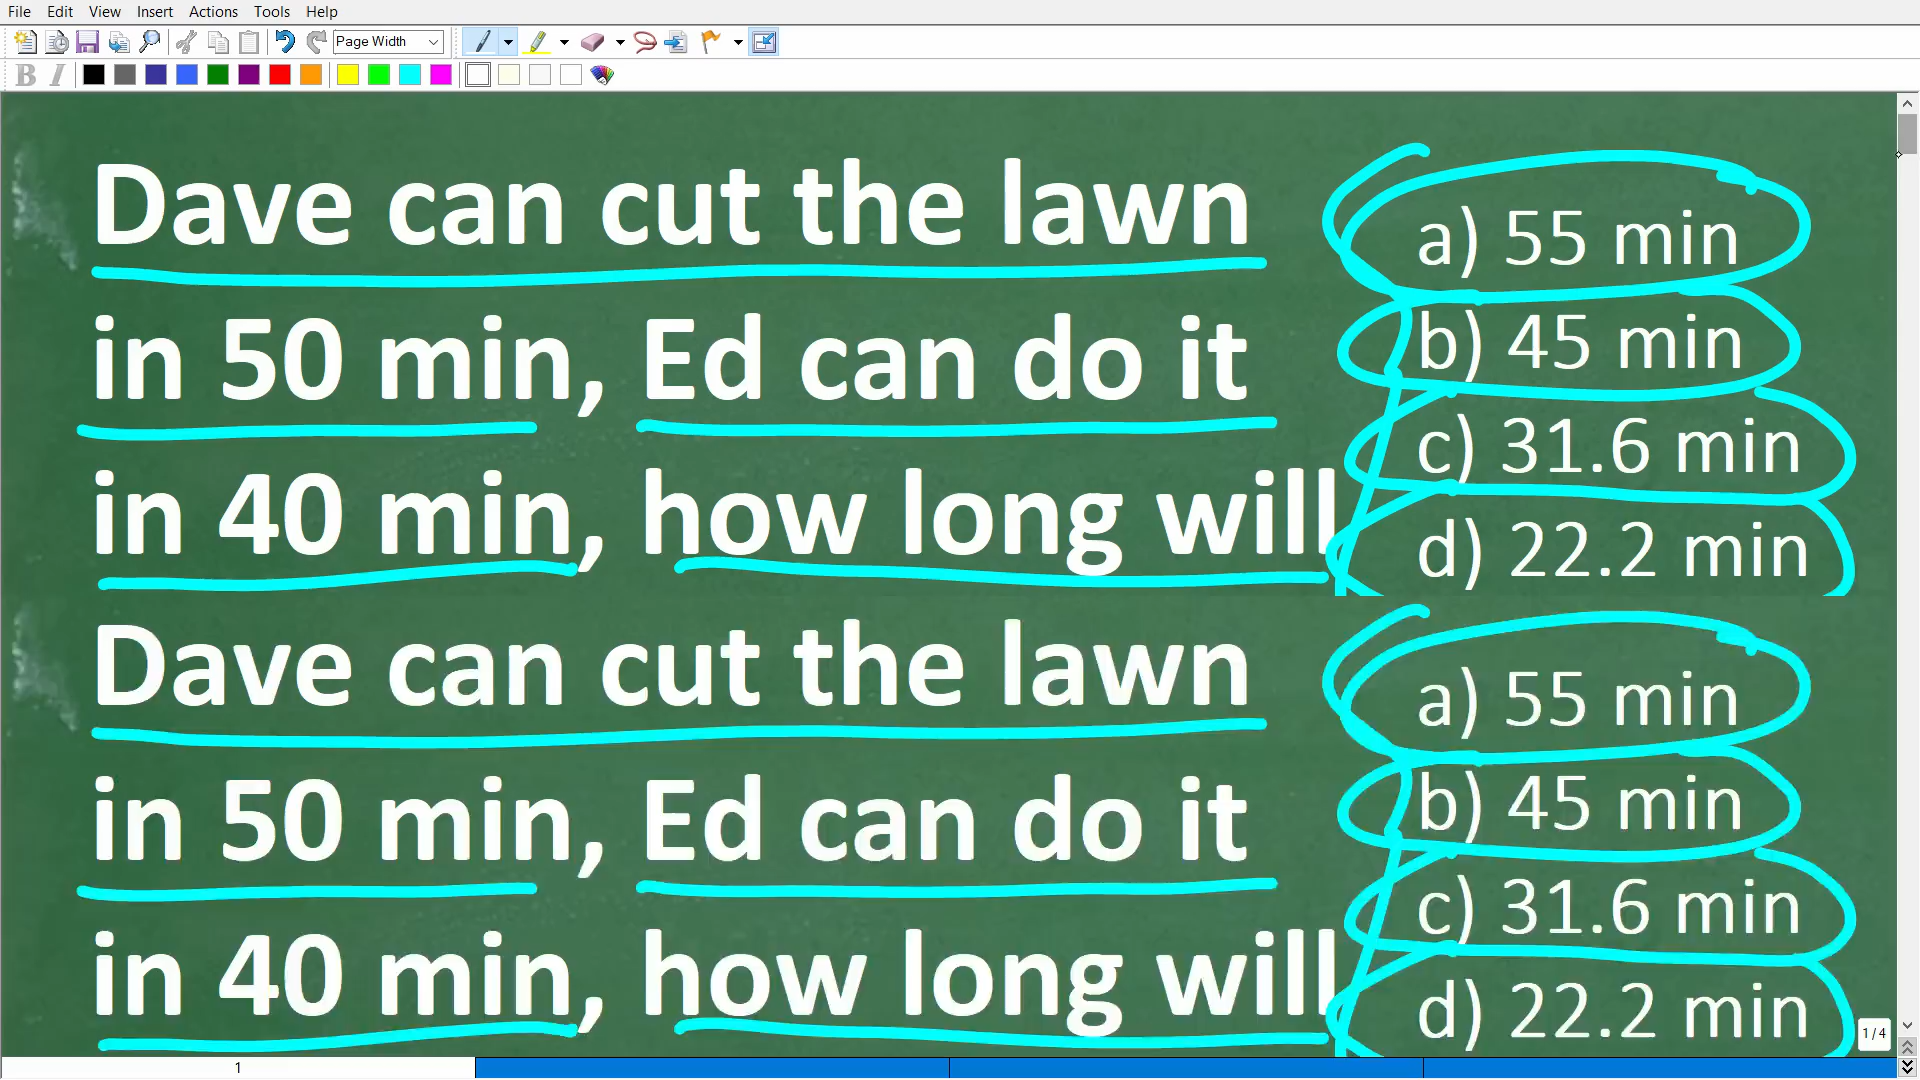 File Edit View Insert Actions Tools Help
Page Width
B I
Dave can cut the lawn
in 50 min, Ed can do it
in 40 min, how long will
a) 55 min
b) 45 min
c) 31.6 min
d) 22.2 min
Dave can cut the lawn
in 50 min, Ed can do it
in 40 min, how long will
a) 55 min
b) 45 min
c) 31.6 min
d) 22.2 min
1 / 4
1